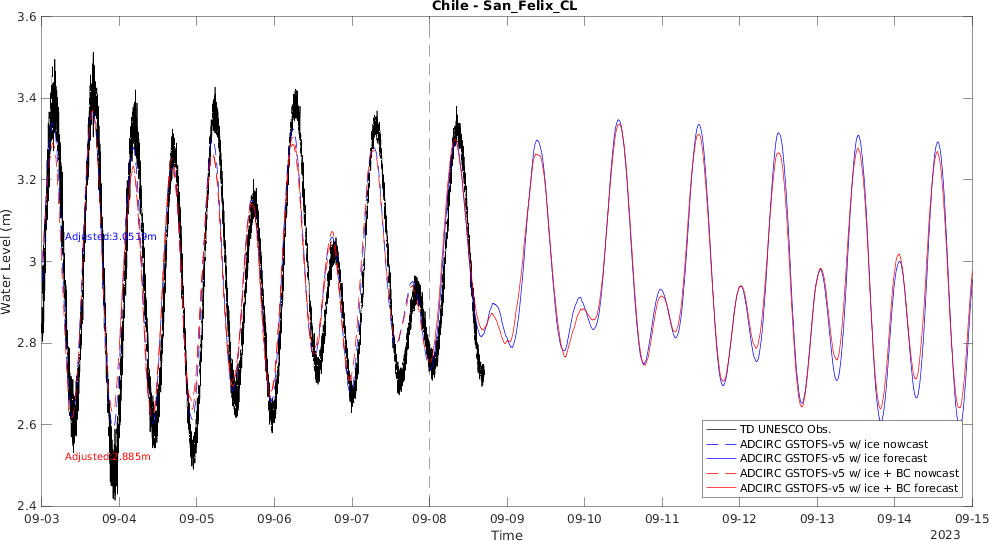 Chile - San_Felix_CL
3.6
3.4
3.2
3
2.8
2.6
2.4
Water Level (m)
Adjusted:3.0519m
Adjusted:2.885m
TD UNESCO Obs.
ADCIRC GSTOFS-v5 w/ ice nowcast
ADCIRC GSTOFS-v5 w/ ice forecast
ADCIRC GSTOFS-v5 w/ ice + BC nowcast
ADCIRC GSTOFS-v5 w/ ice + BC forecast
09-03 09-04 09-05 09-06 09-07 09-08 09-09 09-10 09-11 09-12 09-13 09-14 09-15
Time
2023